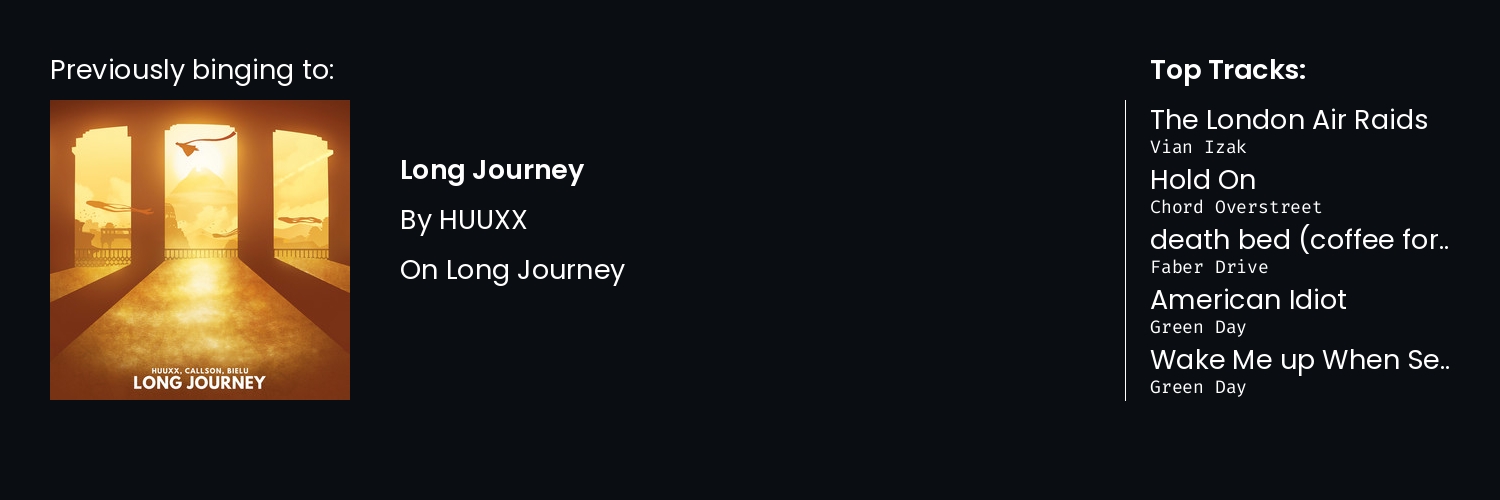 Previously binging to:
HUUXX, CALLSON, BIELU
LONG JOURNEY
Long Journey
By HUUXX
On Long Journey
Top Tracks:
The London Air Raids
Vian Izak
Hold On
Chord Overstreet
death bed (coffee for..
Faber Drive
American Idiot
Green Day
Wake Me up When Se..
Green Day